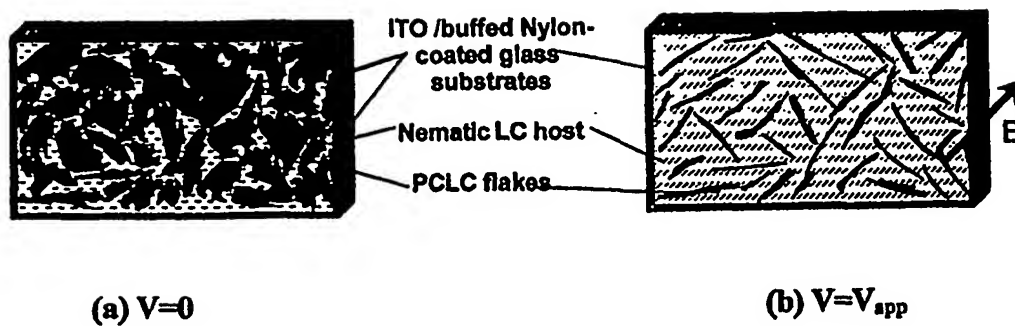 ITO /buffed Nylon-
coated glass
substrates
Nematic LC host
PCLC flakes
E
(a) V=0
(b) V=Vapp